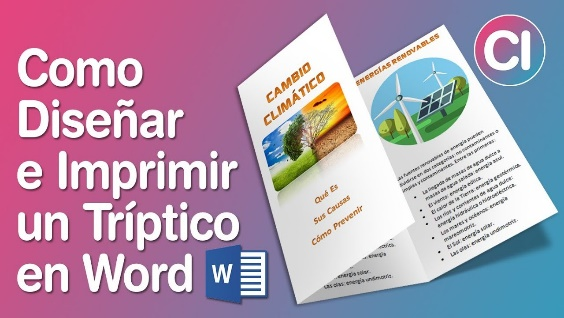 Como
Diseñar
e Imprimir
un Tríptico
en Word
W
CI
CAMBIO
CLIMÁTICO
Qué Es
Sus Causas
Cómo Prevenir
ENERGÍAS RENOVABLES
fuentes renovables de energía pueden
dividirse en dos categorías: no contaminantes o
limpias y contaminantes. Entre las primeras:
La llegada de masas de agua dulce a
masas de agua salada: energía azul.
El viento: energía eólica.
El calor de la Tierra: energía geotérmica.
Los ríos y corrientes de agua dulce:
energía hidráulica o hidroeléctrica.
Los mares y océanos: energía
mareomotriz.
El Sol: energía solar.
Las olas: energía undimotriz.
energía solar.
Las olas: energía undimotriz.